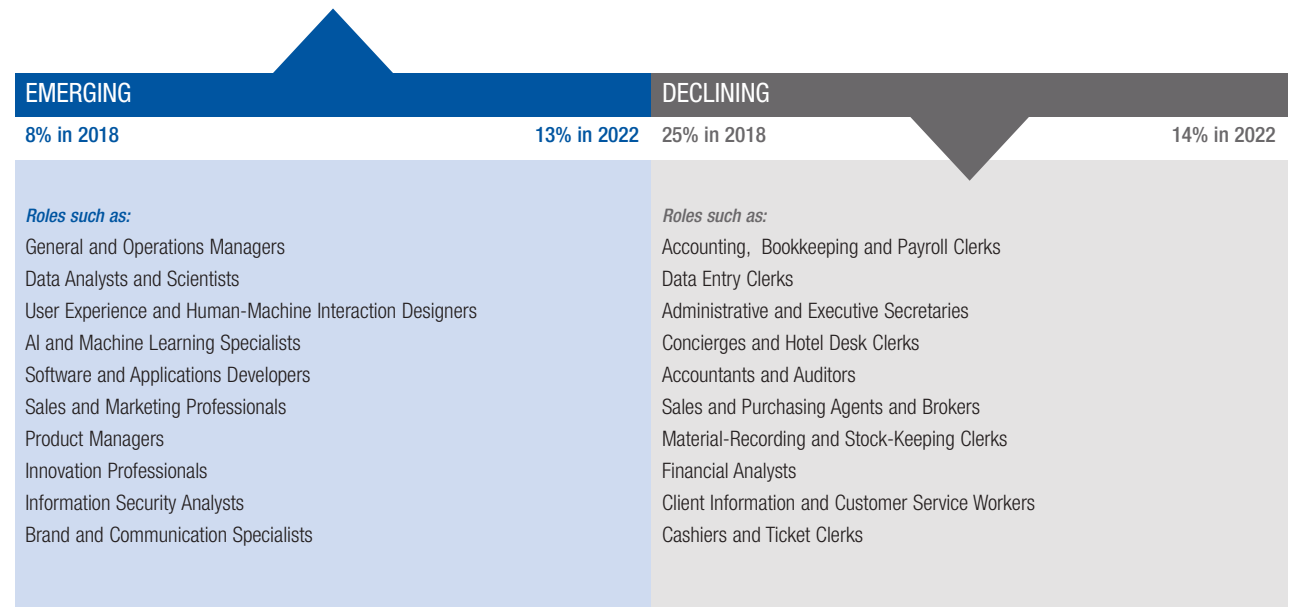 EMERGING
8% in 2018 13% in 2022
Roles such as:
General and Operations Managers
Data Analysts and Scientists
User Experience and Human-Machine Interaction Designers
AI and Machine Learning Specialists
Software and Applications Developers
Sales and Marketing Professionals
Product Managers
Innovation Professionals
Information Security Analysts
Brand and Communication Specialists
DECLINING
25% in 2018 14% in 2022
Roles such as:
Accounting, Bookkeeping and Payroll Clerks
Data Entry Clerks
Administrative and Executive Secretaries
Concierges and Hotel Desk Clerks
Accountants and Auditors
Sales and Purchasing Agents and Brokers
Material-Recording and Stock-Keeping Clerks
Financial Analysts
Client Information and Customer Service Workers
Cashiers and Ticket Clerks